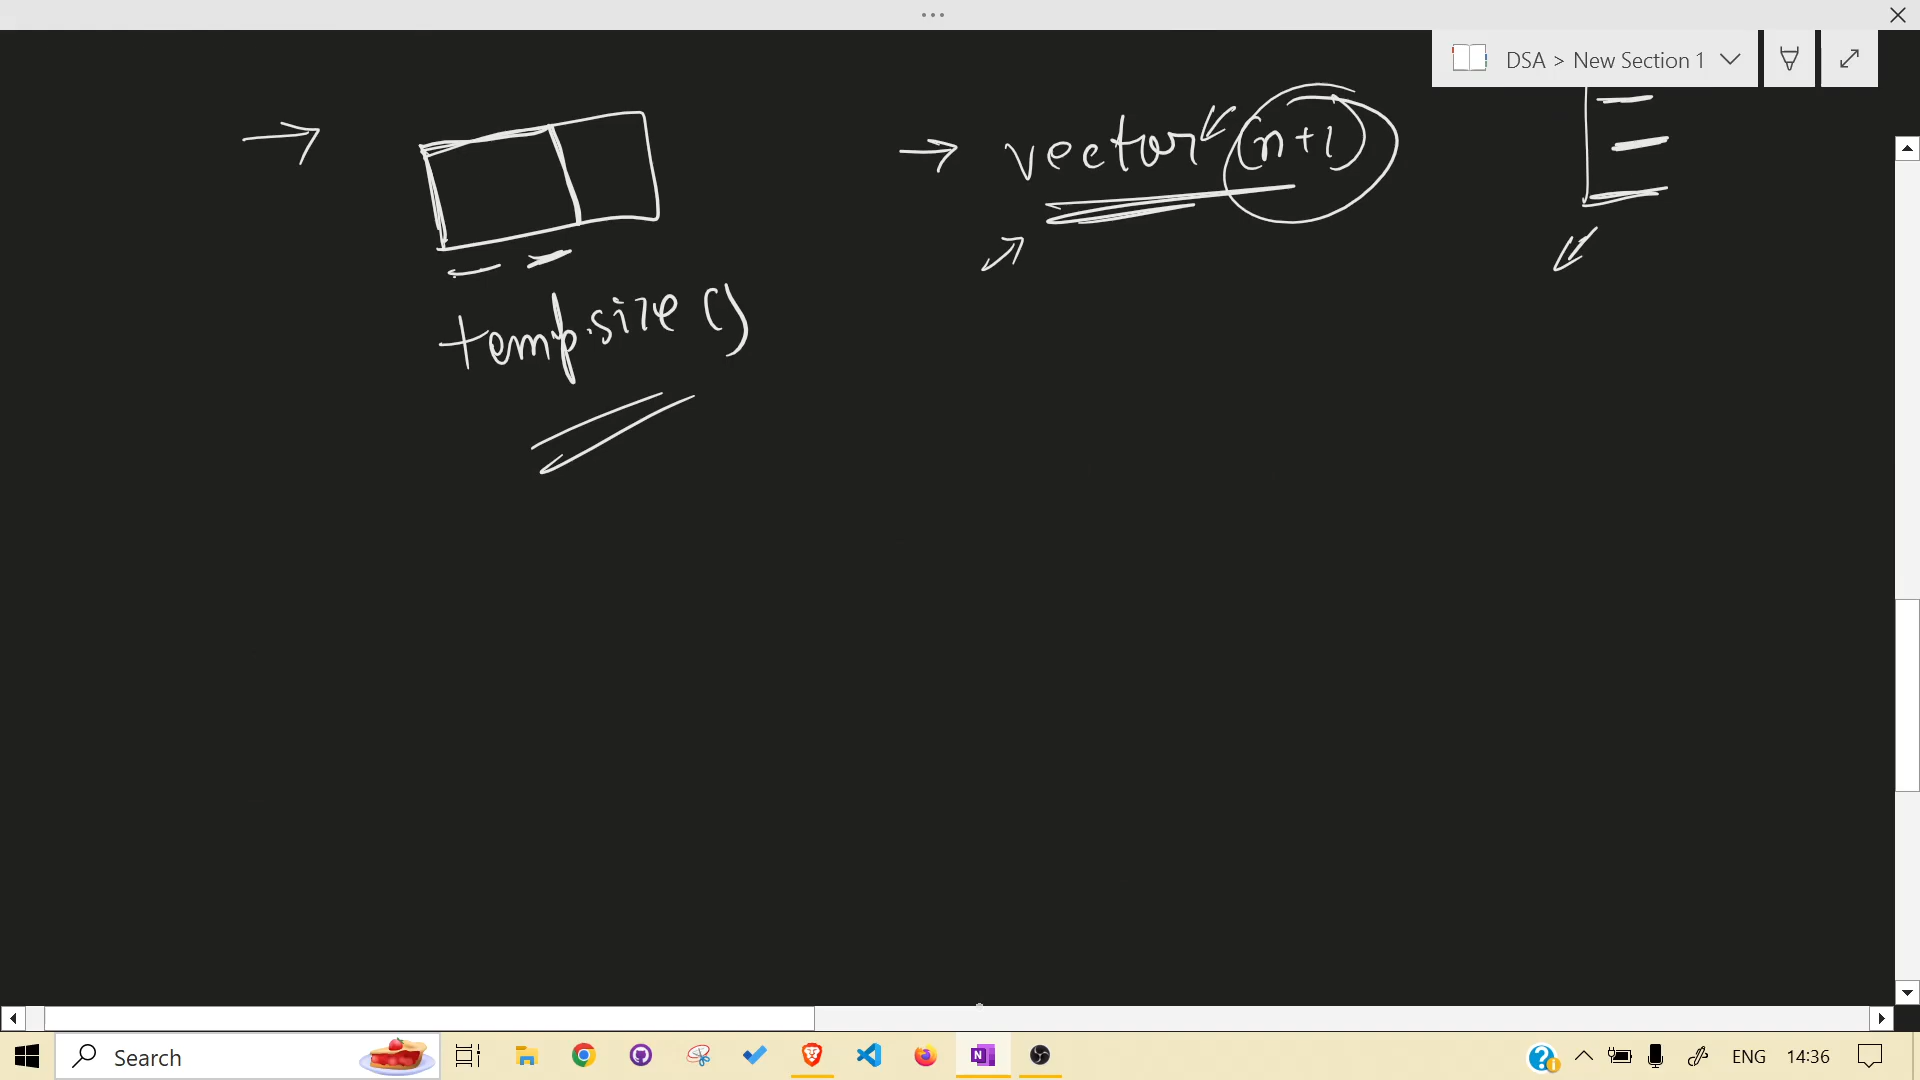 DSA > New Section 1
→ vector (n+1)
temp.size ()
Search
ENG 14:36